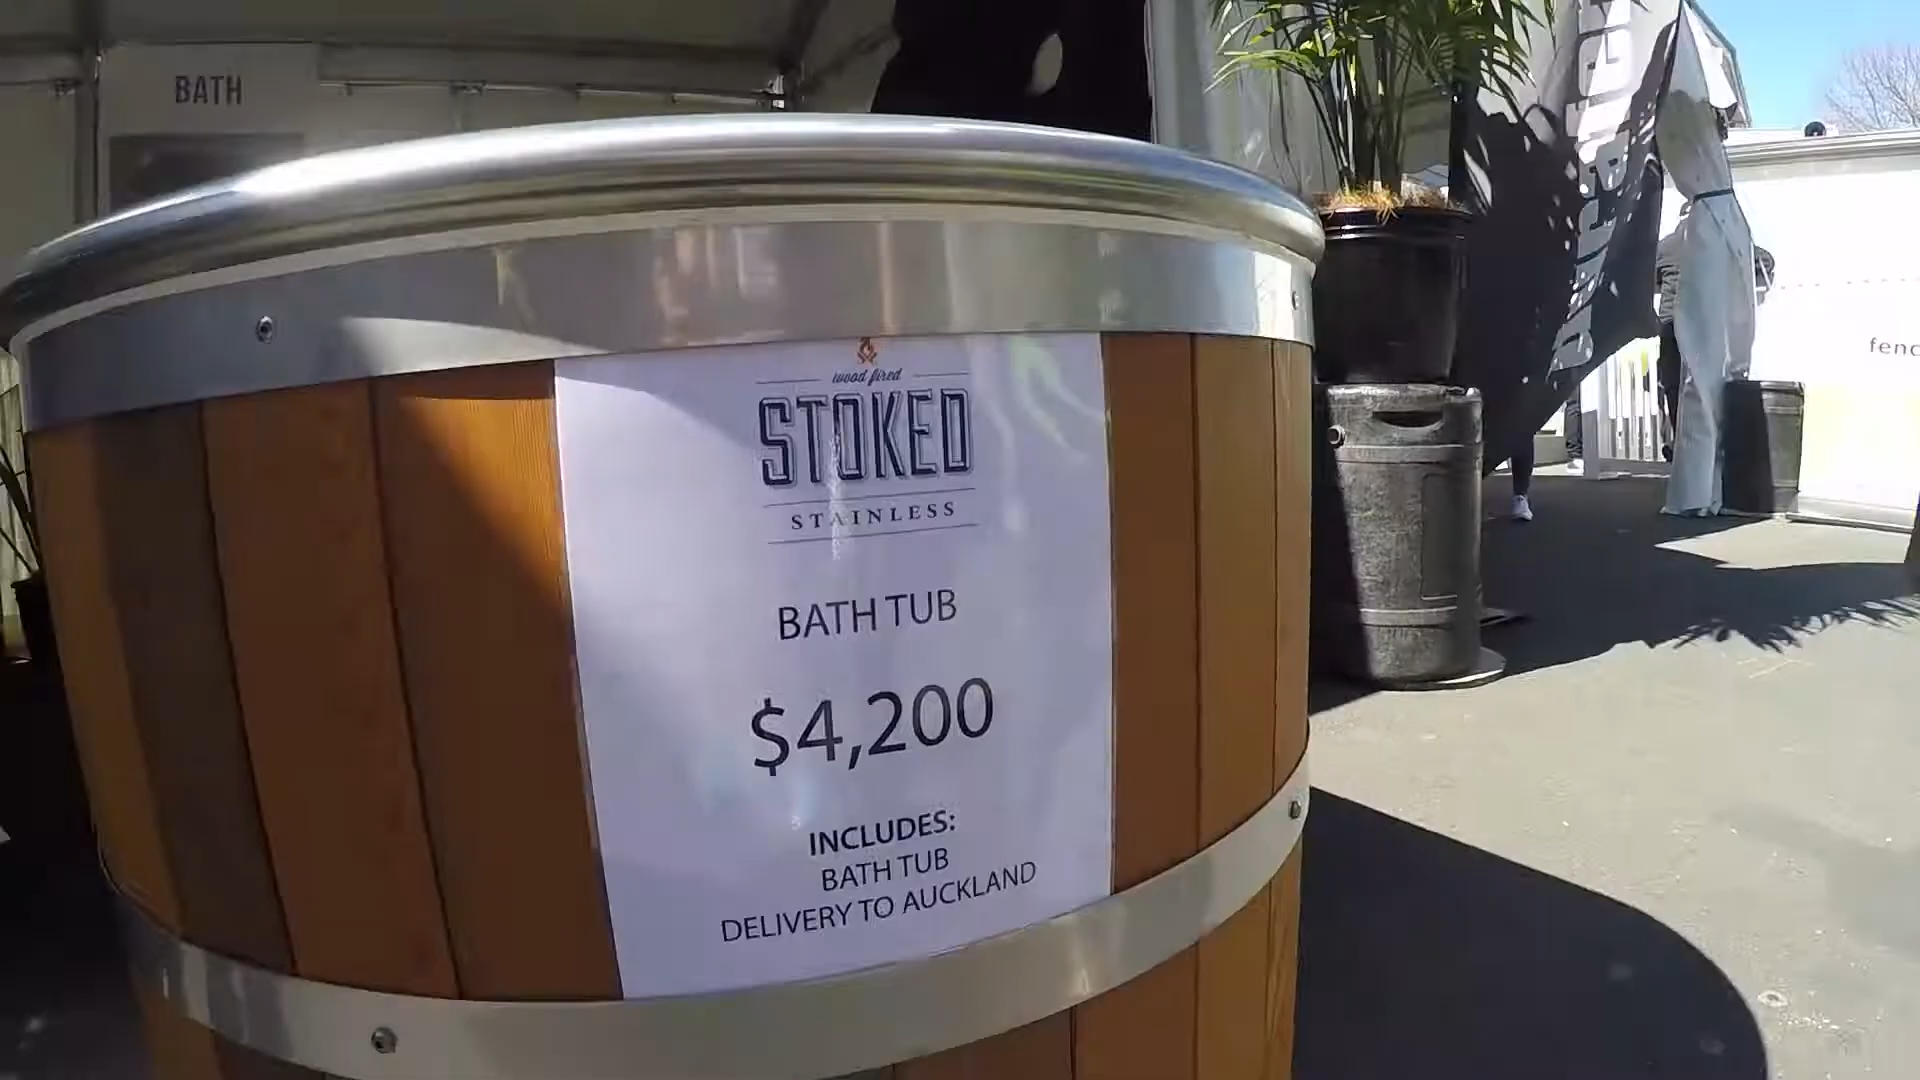 BATH
wood fired
STOKED
STAINLESS
BATH TUB
$4,200
INCLUDES:
BATH TUB
DELIVERY TO AUCKLAND
fenc